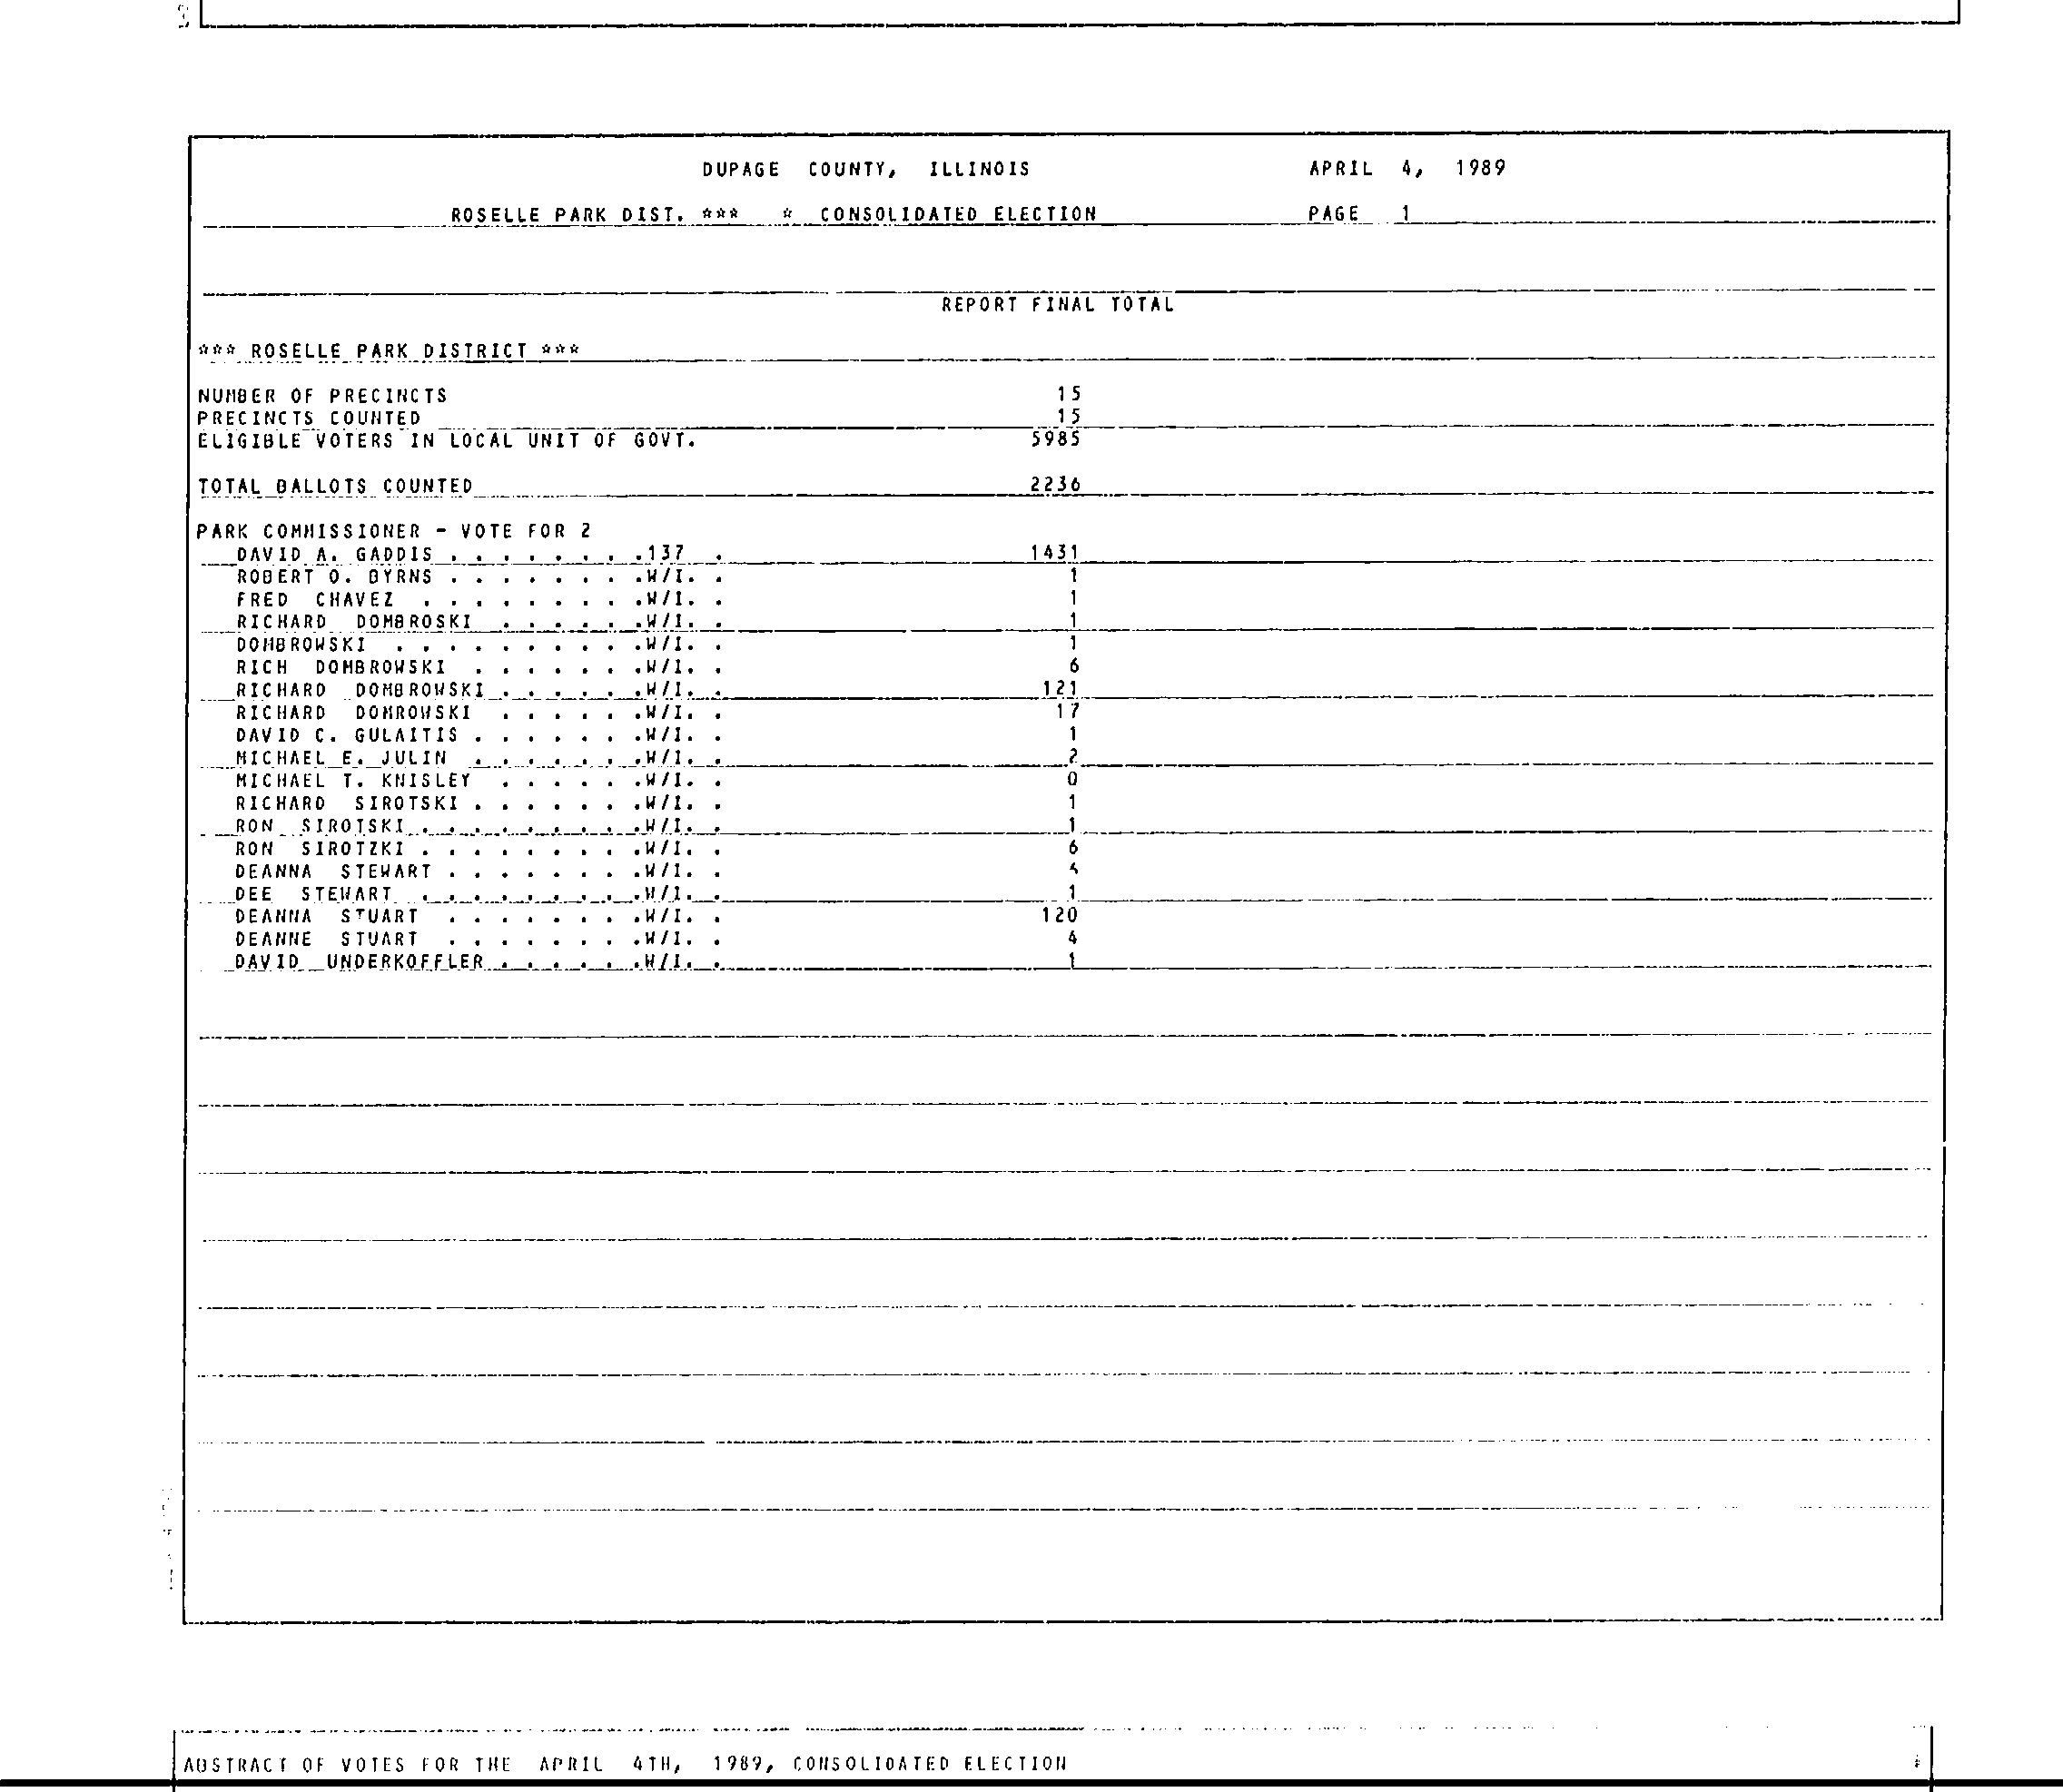 DUPAGE COUNTY, ILLINOIS APRIL 4, 1989
ROSELLE PARK DIST. *** * CONSOLIDATED ELECTION PAGE 1
REPORT FINAL TOTAL
*** ROSELLE PARK DISTRICT ***
NUMBER OF PRECINCTS 15
PRECINCTS COUNTED 15
ELIGIBLE VOTERS IN LOCAL UNIT OF GOVT. 5985
TOTAL BALLOTS COUNTED 2236
PARK COMMISSIONER - VOTE FOR 2
DAVID A. GADDIS . . . . . . . .137 . 1431
ROBERT O. BYRNS . . . . . . . .W/I. . 1
FRED CHAVEZ . . . . . . . . .W/I. . 1
RICHARD DOMBROSKI . . . . . .W/I. . 1
DOMBROWSKI . . . . . . . . . .W/I. . 1
RICH DOMBROWSKI . . . . . . .W/I. . 6
RICHARD DOMBROWSKI . . . . . .W/I. . 121
RICHARD DOMROWSKI . . . . . .W/I. . 17
DAVID C. GULAITIS . . . . . . .W/I. . 1
MICHAEL E. JULIN . . . . . . .W/I. . 2
MICHAEL T. KNISLEY . . . . . .W/I. . 0
RICHARD SIROTSKI . . . . . . .W/I. . 1
RON SIROTSKI . . . . . . . . .W/I. . 1
RON SIROTZKI . . . . . . . . .W/I. . 6
DEANNA STEWART . . . . . . . .W/I. .
DEE STEWART . . . . . . . . .W/I. . 1
DEANNA STUART . . . . . . . .W/I. . 120
DEANNE STUART . . . . . . . .W/I. . 4
DAVID UNDERKOFFLER . . . . . .W/I. . 1
ABSTRACT OF VOTES FOR THE APRIL 4TH, 1989, CONSOLIDATED ELECTION